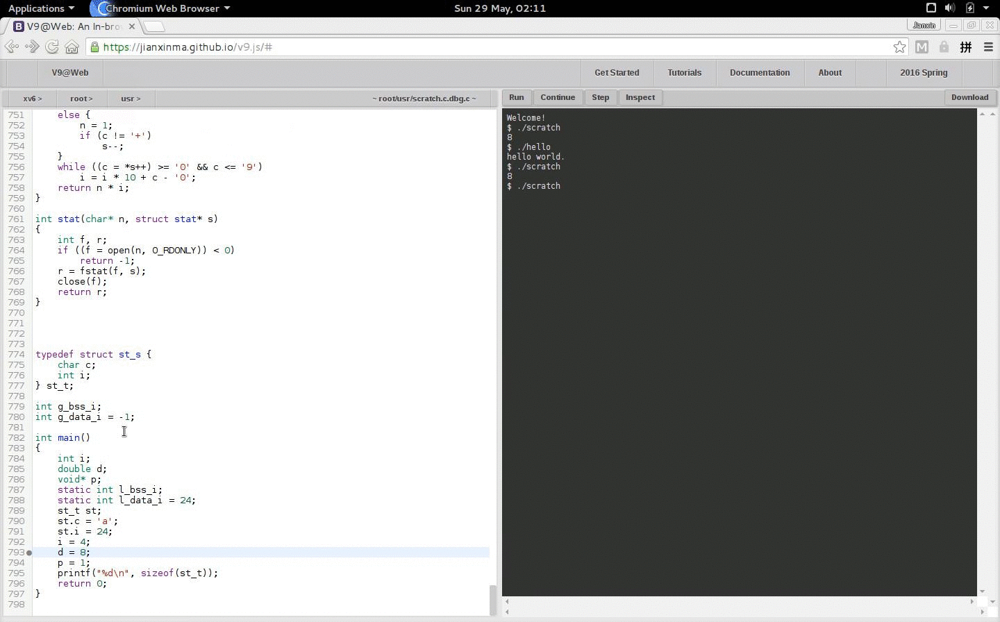 Applications
Chromium Web Browser
Sun 29 May, 02:11
V9@Web: An In-bro
Jianxin
https://jianxinma.github.io/v9.js/#
拼
V9@Web
Get Started
Tutorials
Documentation
About
2016 Spring
xv6 >
root >
usr >
~ root/usr/scratch.c.dbg.c ~
Run
Continue
Step
Inspect
Download
751 else {
752 n = 1;
753 if (c != '+')
754 s--;
755 }
756 while ((c = *s++) >= '0' && c <= '9')
757 i = i * 10 + c - '0';
758 return n * i;
759 }
760
761 int stat(char* n, struct stat* s)
762 {
763 int f, r;
764 if ((f = open(n, O_RDONLY)) < 0)
765 return -1;
766 r = fstat(f, s);
767 close(f);
768 return r;
769 }
770
771
772
773
774 typedef struct st_s {
775 char c;
776 int i;
777 } st_t;
778
779 int g_bss_i;
780 int g_data_i = -1;
781
782 int main()
783 {
784 int i;
785 double d;
786 void* p;
787 static int l_bss_i;
788 static int l_data_i = 24;
789 st_t st;
790 st.c = 'a';
791 st.i = 24;
792 i = 4;
793 d = 8;
794 p = 1;
795 printf("%d\n", sizeof(st_t));
796 return 0;
797 }
798
Welcome!
$ ./scratch
8
$ ./hello
hello world.
$ ./scratch
8
$ ./scratch